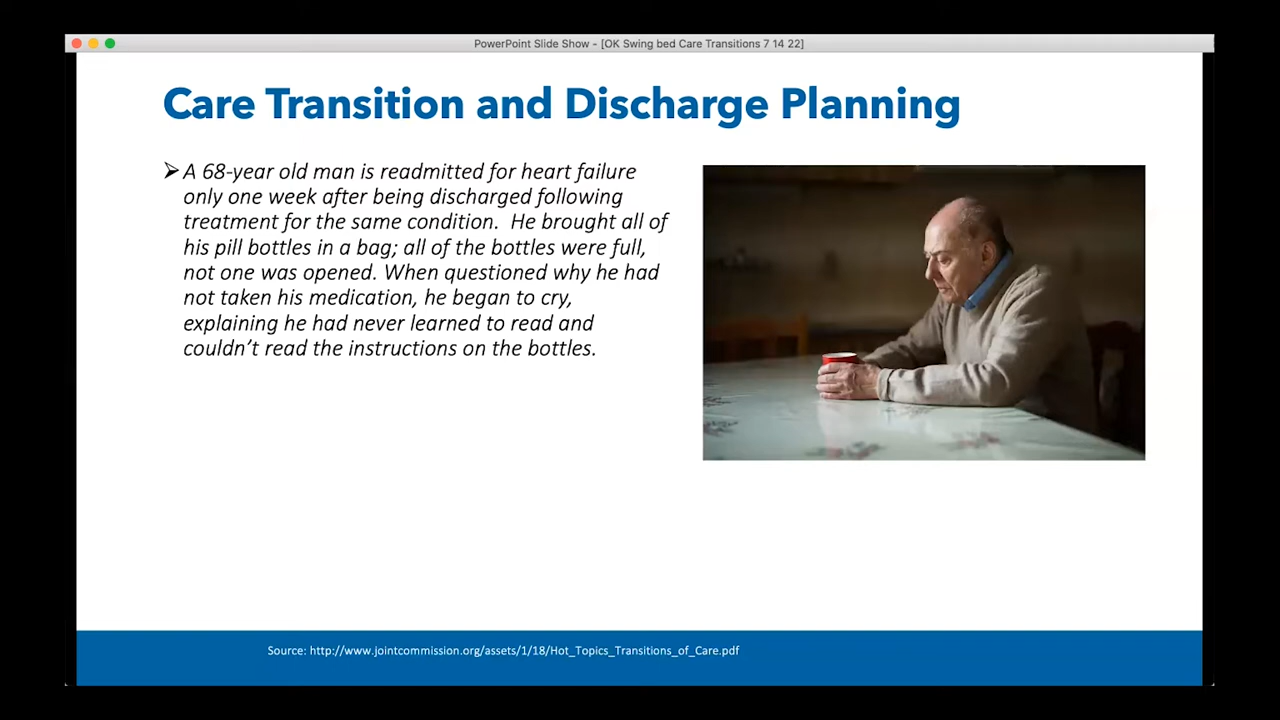 PowerPoint Slide Show - [OK Swing bed Care Transitions 7 14 22]
Care Transition and Discharge Planning
A 68-year old man is readmitted for heart failure
only one week after being discharged following
treatment for the same condition.  He brought all of
his pill bottles in a bag; all of the bottles were full,
not one was opened. When questioned why he had
not taken his medication, he began to cry,
explaining he had never learned to read and
couldn’t read the instructions on the bottles.
Source: http://www.jointcommission.org/assets/1/18/Hot_Topics_Transitions_of_Care.pdf